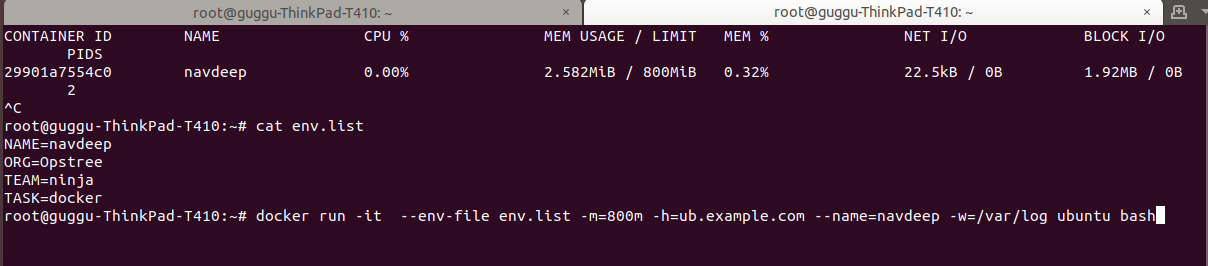 root@guggu-ThinkPad-T410: ~ × root@guggu-ThinkPad-T410: ~ ×
CONTAINER ID NAME CPU % MEM USAGE / LIMIT MEM % NET I/O BLOCK I/O
PIDS
29901a7554c0 navdeep 0.00% 2.582MiB / 800MiB 0.32% 22.5kB / 0B 1.92MB / 0B
2
^C
root@guggu-ThinkPad-T410:~# cat env.list
NAME=navdeep
ORG=Opstree
TEAM=ninja
TASK=docker
root@guggu-ThinkPad-T410:~# docker run -it  --env-file env.list -m=800m -h=ub.example.com --name=navdeep -w=/var/log ubuntu bash